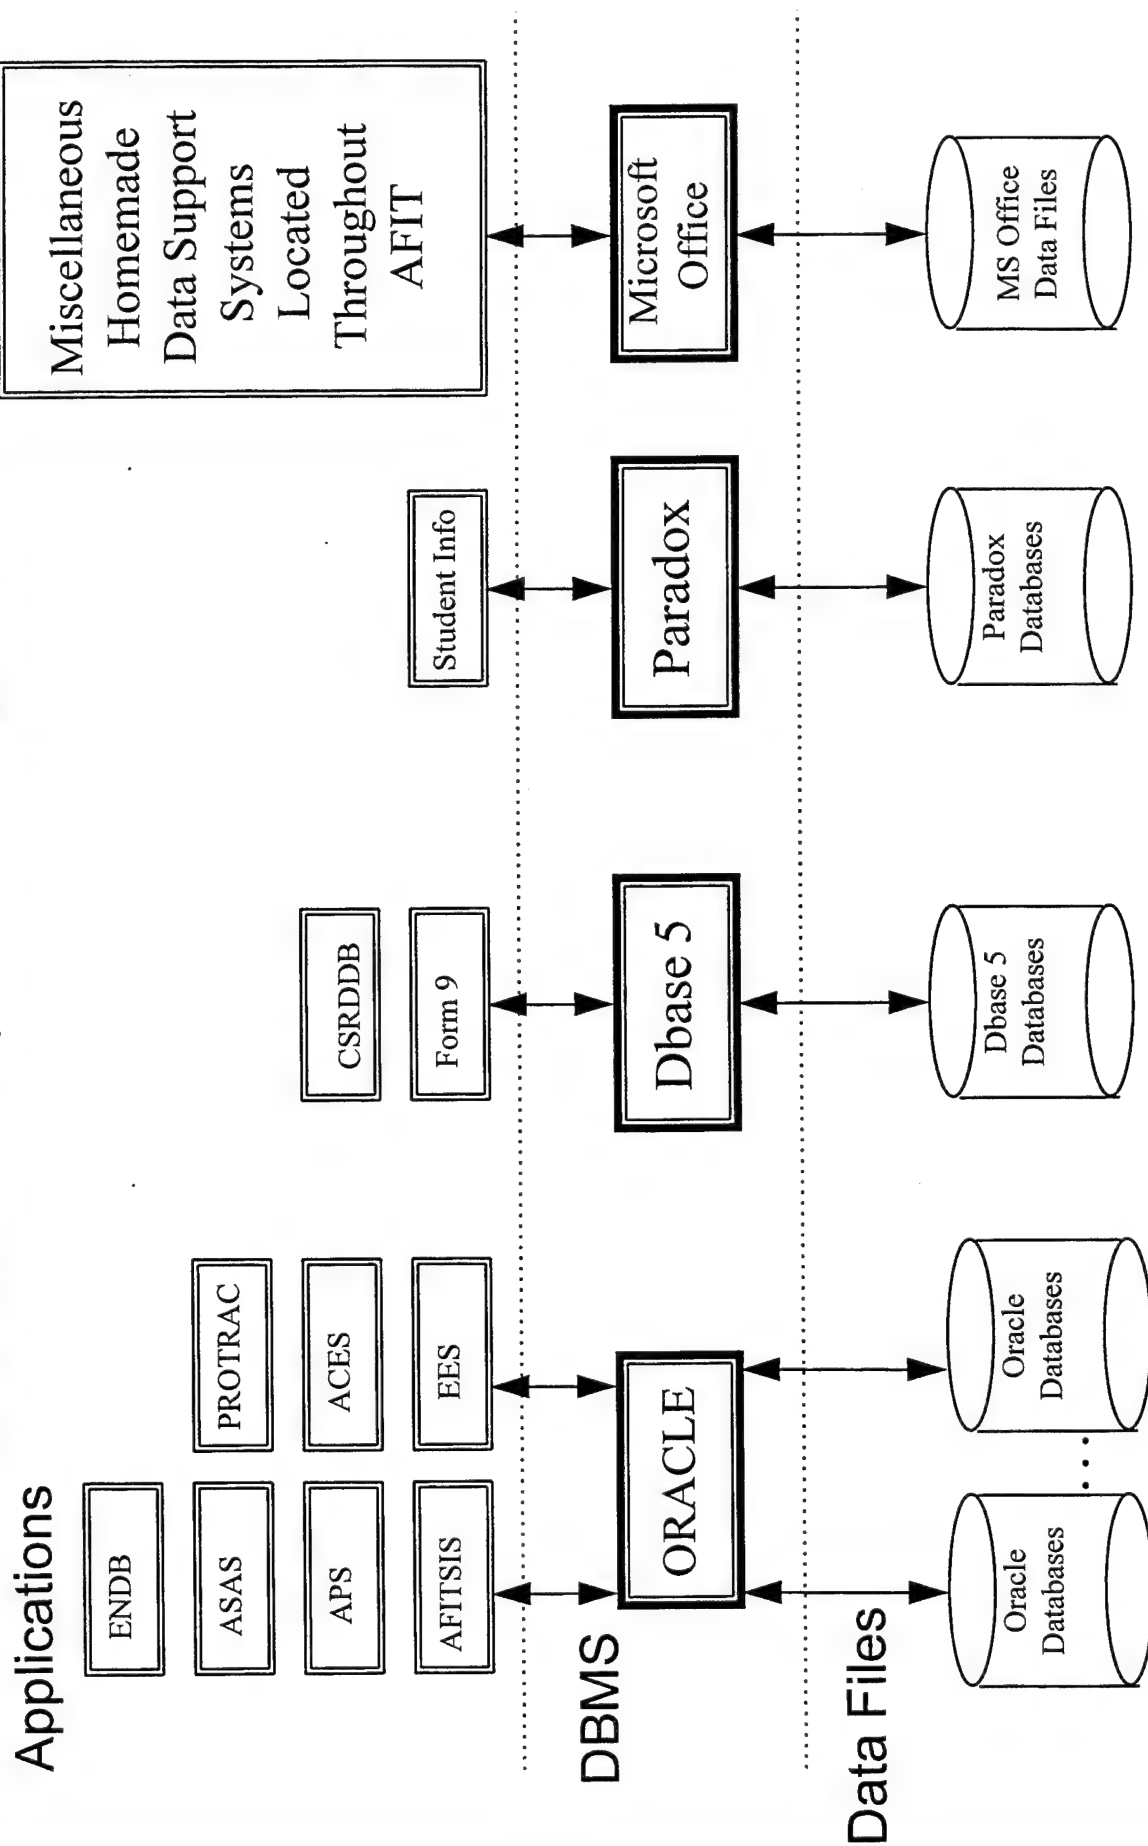 Applications
ENDB
ASAS
PROTRAC
APS
ACES
AFITSIS
EES
CSRDDB
Form 9
Student Info
Miscellaneous
Homemade
Data Support
Systems
Located
Throughout
AFIT
DBMS
ORACLE
Dbase 5
Paradox
Microsoft
Office
Data Files
Oracle
Databases
. . .
Oracle
Databases
Dbase 5
Databases
Paradox
Databases
MS Office
Data Files